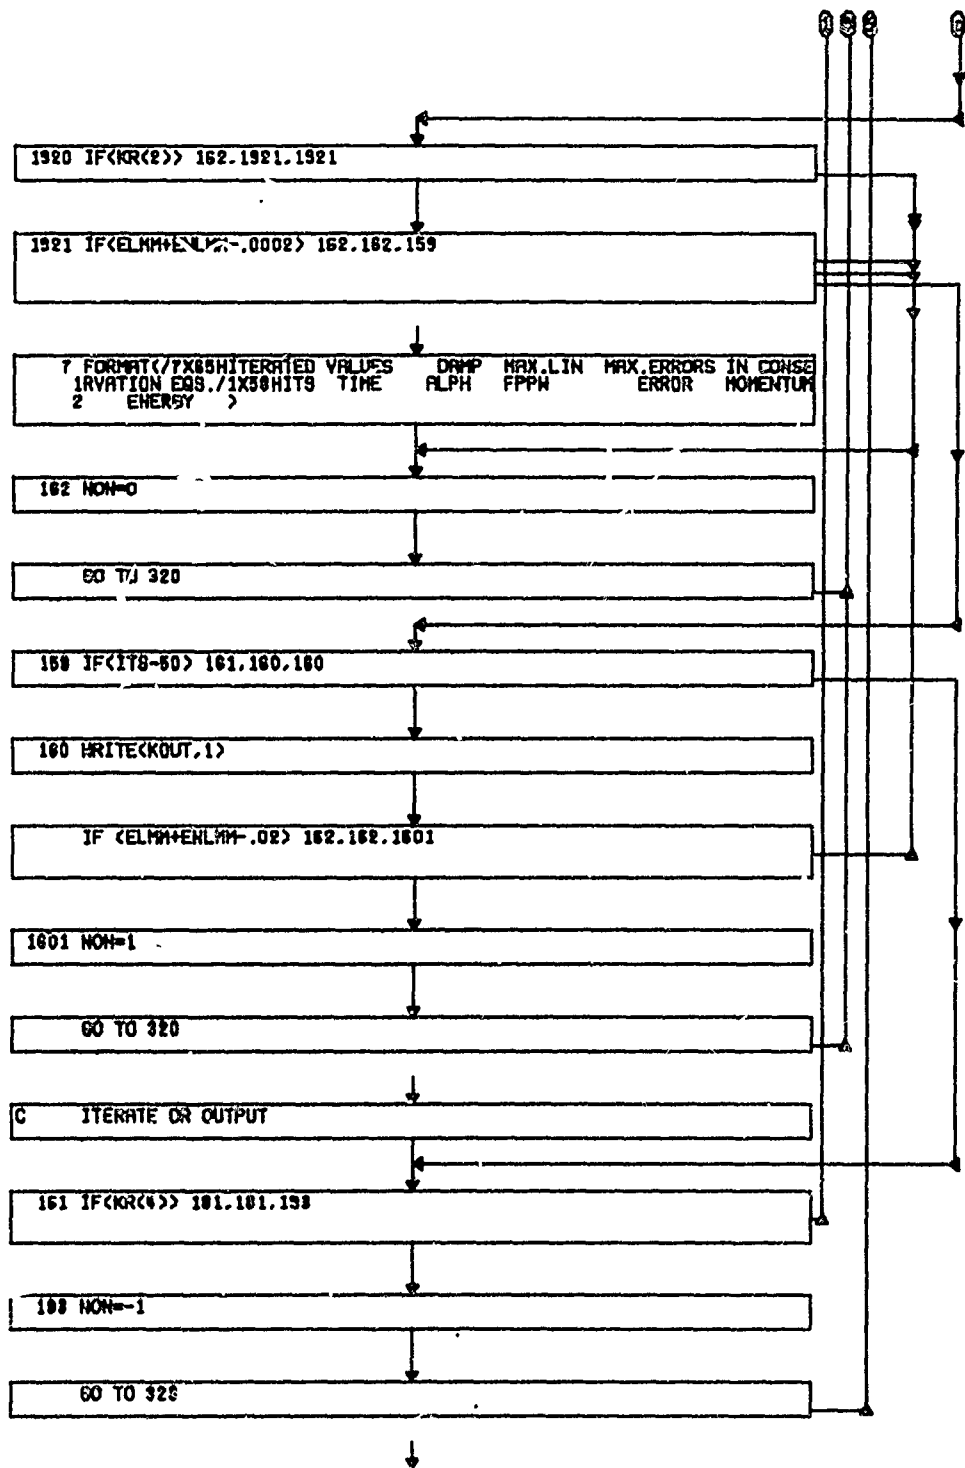 1920 IF(KR(2)) 162,1921,1921
1921 IF(ELMM+ENLMM-.0002) 162,162,159
7 FORMAT(/7X65HITERATED VALUES DAMP MAX.LIN MAX.ERRORS IN CONSE
1RVATION EQS./1X58HITS TIME ALPH FPPW ERROR MOMENTUM
2 ENERGY )
162 NON=0
GO TO 320
159 IF(ITS-50) 161,160,160
160 WRITE(KOUT,1)
IF (ELMM+ENLMM-.02) 162,162,1601
1601 NON=1
GO TO 320
C ITERATE OR OUTPUT
161 IF(KR(4)) 181,181,193
193 NON=-1
GO TO